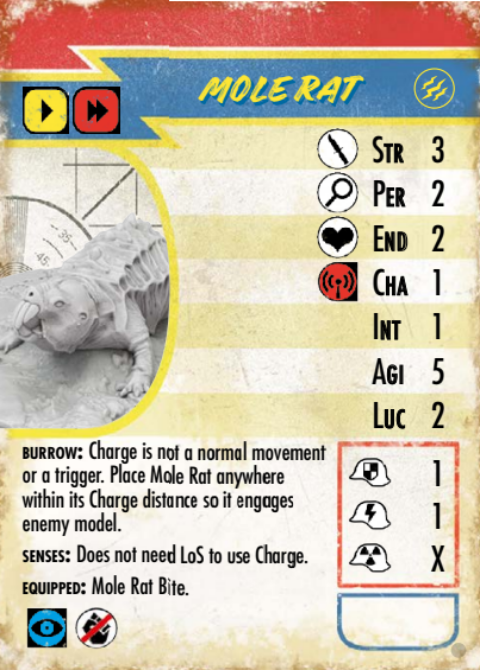 MOLE RAT
STR 3
PER 2
END 2
CHA 1
INT 1
AGI 5
LUC 2
35
45
BURROW: Charge is not a normal movement
or a trigger. Place Mole Rat anywhere
within its Charge distance so it engages
enemy model.
SENSES: Does not need LoS to use Charge.
EQUIPPED: Mole Rat Bite.
1
1
X